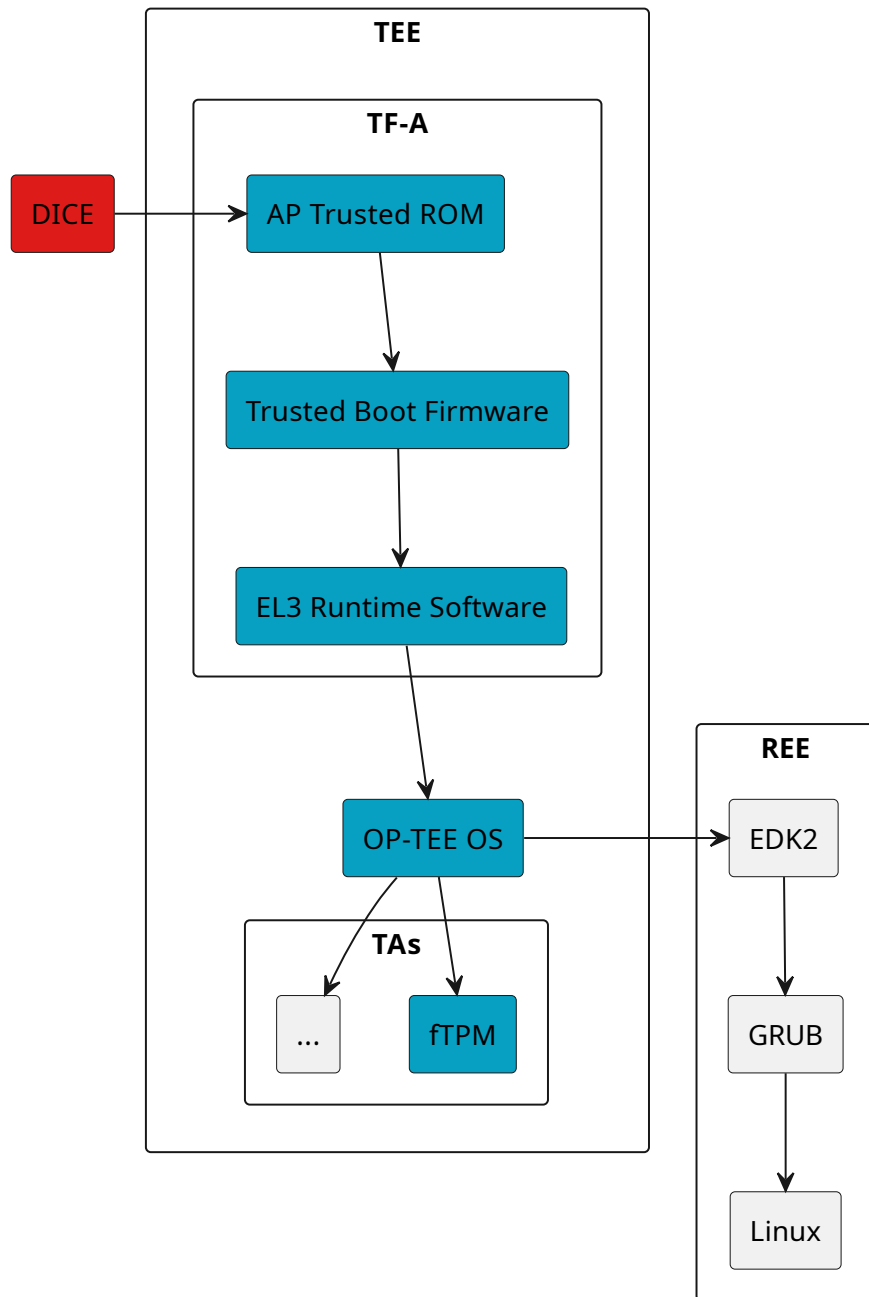 TEE
TF-A
DICE
AP Trusted ROM
Trusted Boot Firmware
EL3 Runtime Software
REE
OP-TEE OS
EDK2
TAs
...
fTPM
GRUB
Linux